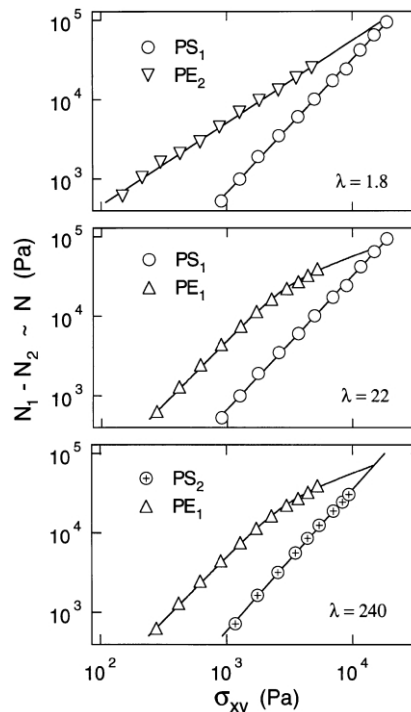 10^5
PS_1
PE_2
10^4
10^3
λ = 1.8
10^5
PS_1
PE_1
10^4
10^3
λ = 22
N_1 - N_2 ~ N (Pa)
10^5
PS_2
PE_1
10^4
10^3
λ = 240
10^2 10^3 10^4
σ_xy (Pa)